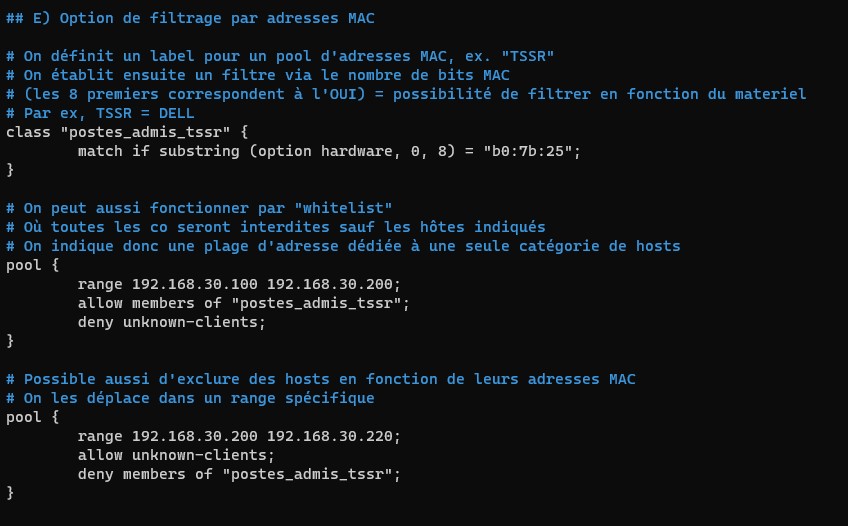 ## E) Option de filtrage par adresses MAC
# On définit un label pour un pool d'adresses MAC, ex. "TSSR"
# On établit ensuite un filtre via le nombre de bits MAC
# (les 8 premiers correspondent à l'OUI) = possibilité de filtrer en fonction du materiel
# Par ex, TSSR = DELL
class "postes_admis_tssr" {
        match if substring (option hardware, 0, 8) = "b0:7b:25";
}
# On peut aussi fonctionner par "whitelist"
# Où toutes les co seront interdites sauf les hôtes indiqués
# On indique donc une plage d'adresse dédiée à une seule catégorie de hosts
pool {
        range 192.168.30.100 192.168.30.200;
        allow members of "postes_admis_tssr";
        deny unknown-clients;
}
# Possible aussi d'exclure des hosts en fonction de leurs adresses MAC
# On les déplace dans un range spécifique
pool {
        range 192.168.30.200 192.168.30.220;
        allow unknown-clients;
        deny members of "postes_admis_tssr";
}